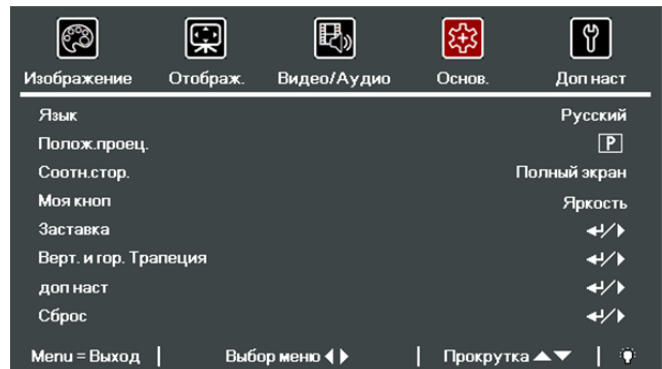 Изображение Отображ. Видео/Аудио Основ. Доп наст
Язык Русский
Полож.проец. P
Соотн.стор. Полный экран
Моя кноп Яркость
Заставка
Верт. и гор. Трапеция
доп наст
Сброс
Menu = Выход | Выбор меню | Прокрутка |